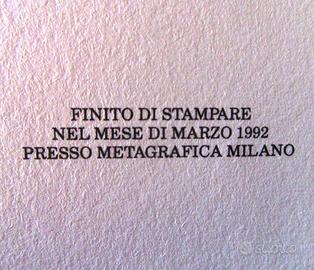 FINITO DI STAMPARE
NEL MESE DI MARZO 1992
PRESSO METAGRAFICA MILANO